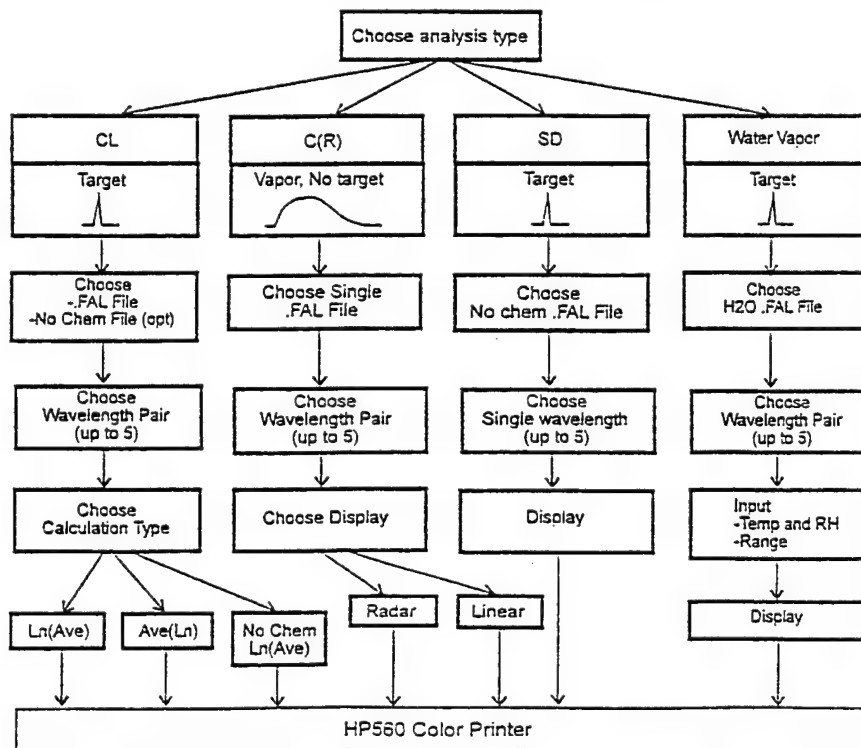 Choose analysis type
CL
C(R)
SD
Water Vapor
Target
Vapor, No target
Target
Target
Choose
-.FAL File
-No Chem File (opt)
Choose Single
.FAL File
Choose
No chem .FAL File
Choose
H2O .FAL File
Choose
Wavelength Pair
(up to 5)
Choose
Wavelength Pair
(up to 5)
Choose
Single wavelength
(up to 5)
Choose
Wavelength Pair
(up to 5)
Choose
Calculation Type
Choose Display
Display
Input
-Temp and RH
-Range
Ln(Ave)
Ave(Ln)
No Chem
Ln(Ave)
Radar
Linear
Display
HP560 Color Printer